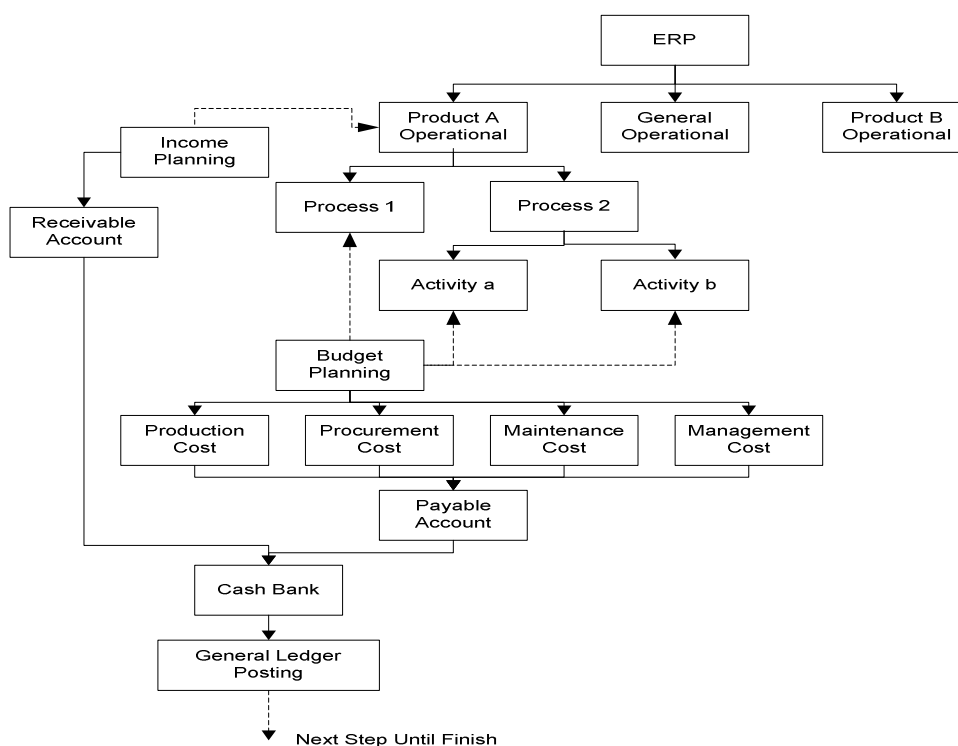 ERP
Product A
Operational
General
Operational
Product B
Operational
Income
Planning
Process 1
Process 2
Receivable
Account
Activity a
Activity b
Budget
Planning
Production
Cost
Procurement
Cost
Maintenance
Cost
Management
Cost
Payable
Account
Cash Bank
General Ledger
Posting
Next Step Until Finish